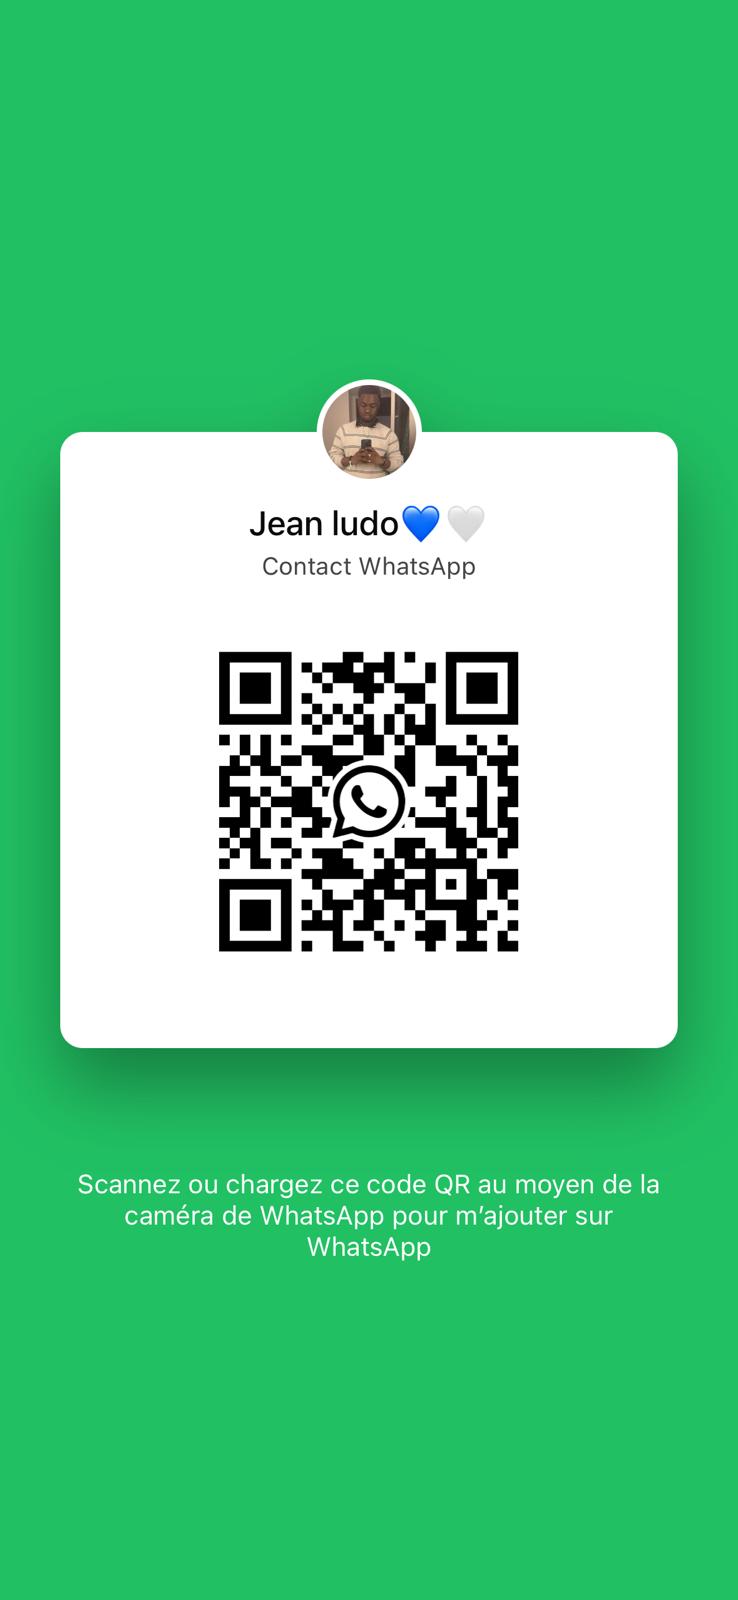 Jean ludo💙🤍
Contact WhatsApp
Scannez ou chargez ce code QR au moyen de la
caméra de WhatsApp pour m’ajouter sur
WhatsApp